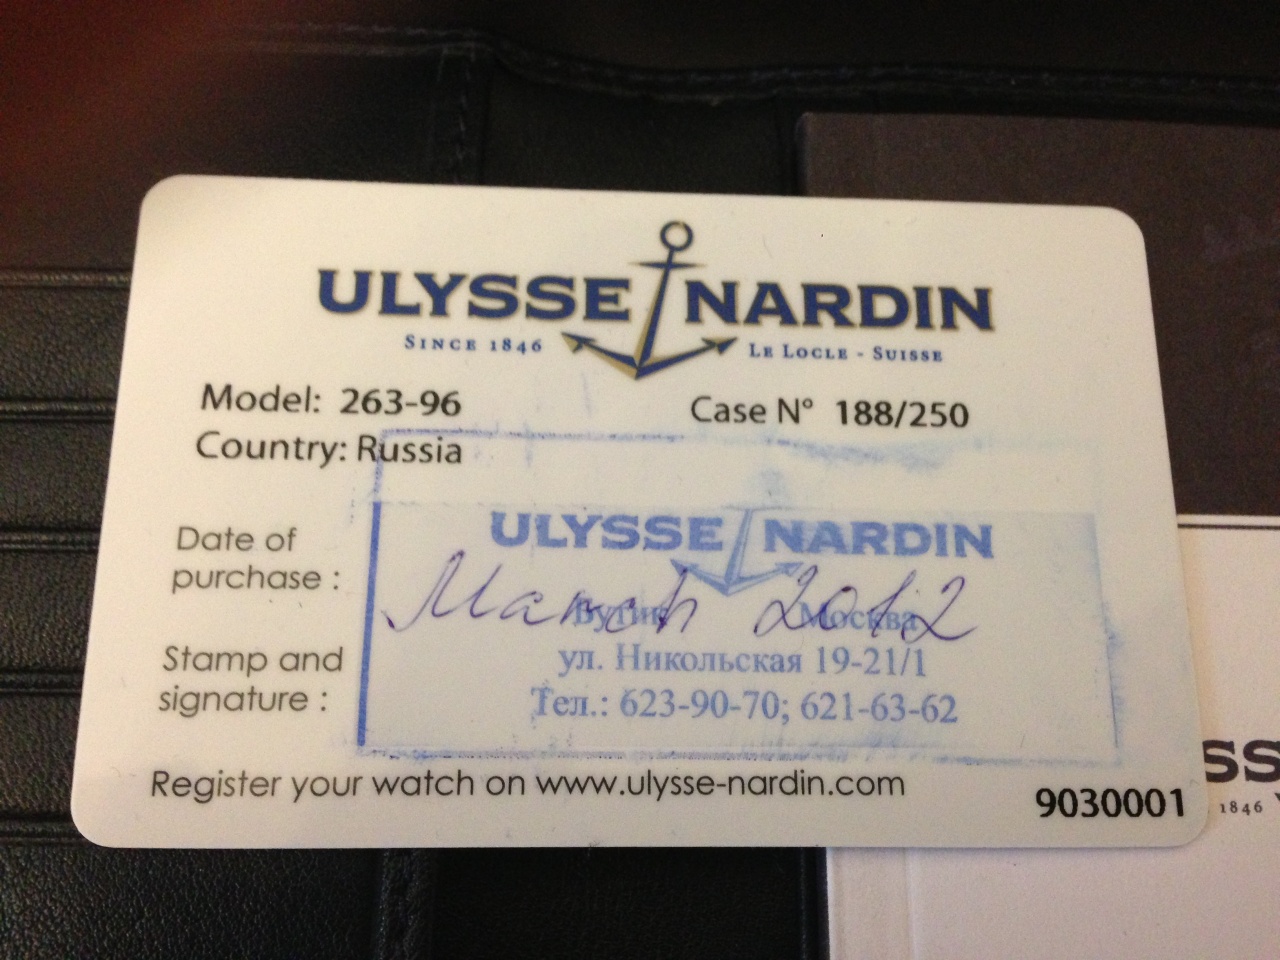 ULYSSE NARDIN
SINCE 1846 LE LOCLE - SUISSE
Model: 263-96 Case N° 188/250
Country: Russia
ULYSSE NARDIN
Date of purchase :
March 2012
Бутик Москва
ул. Никольская 19-21/1
Stamp and signature :
Тел.: 623-90-70; 621-63-62
Register your watch on www.ulysse-nardin.com
9030001
SS
1846